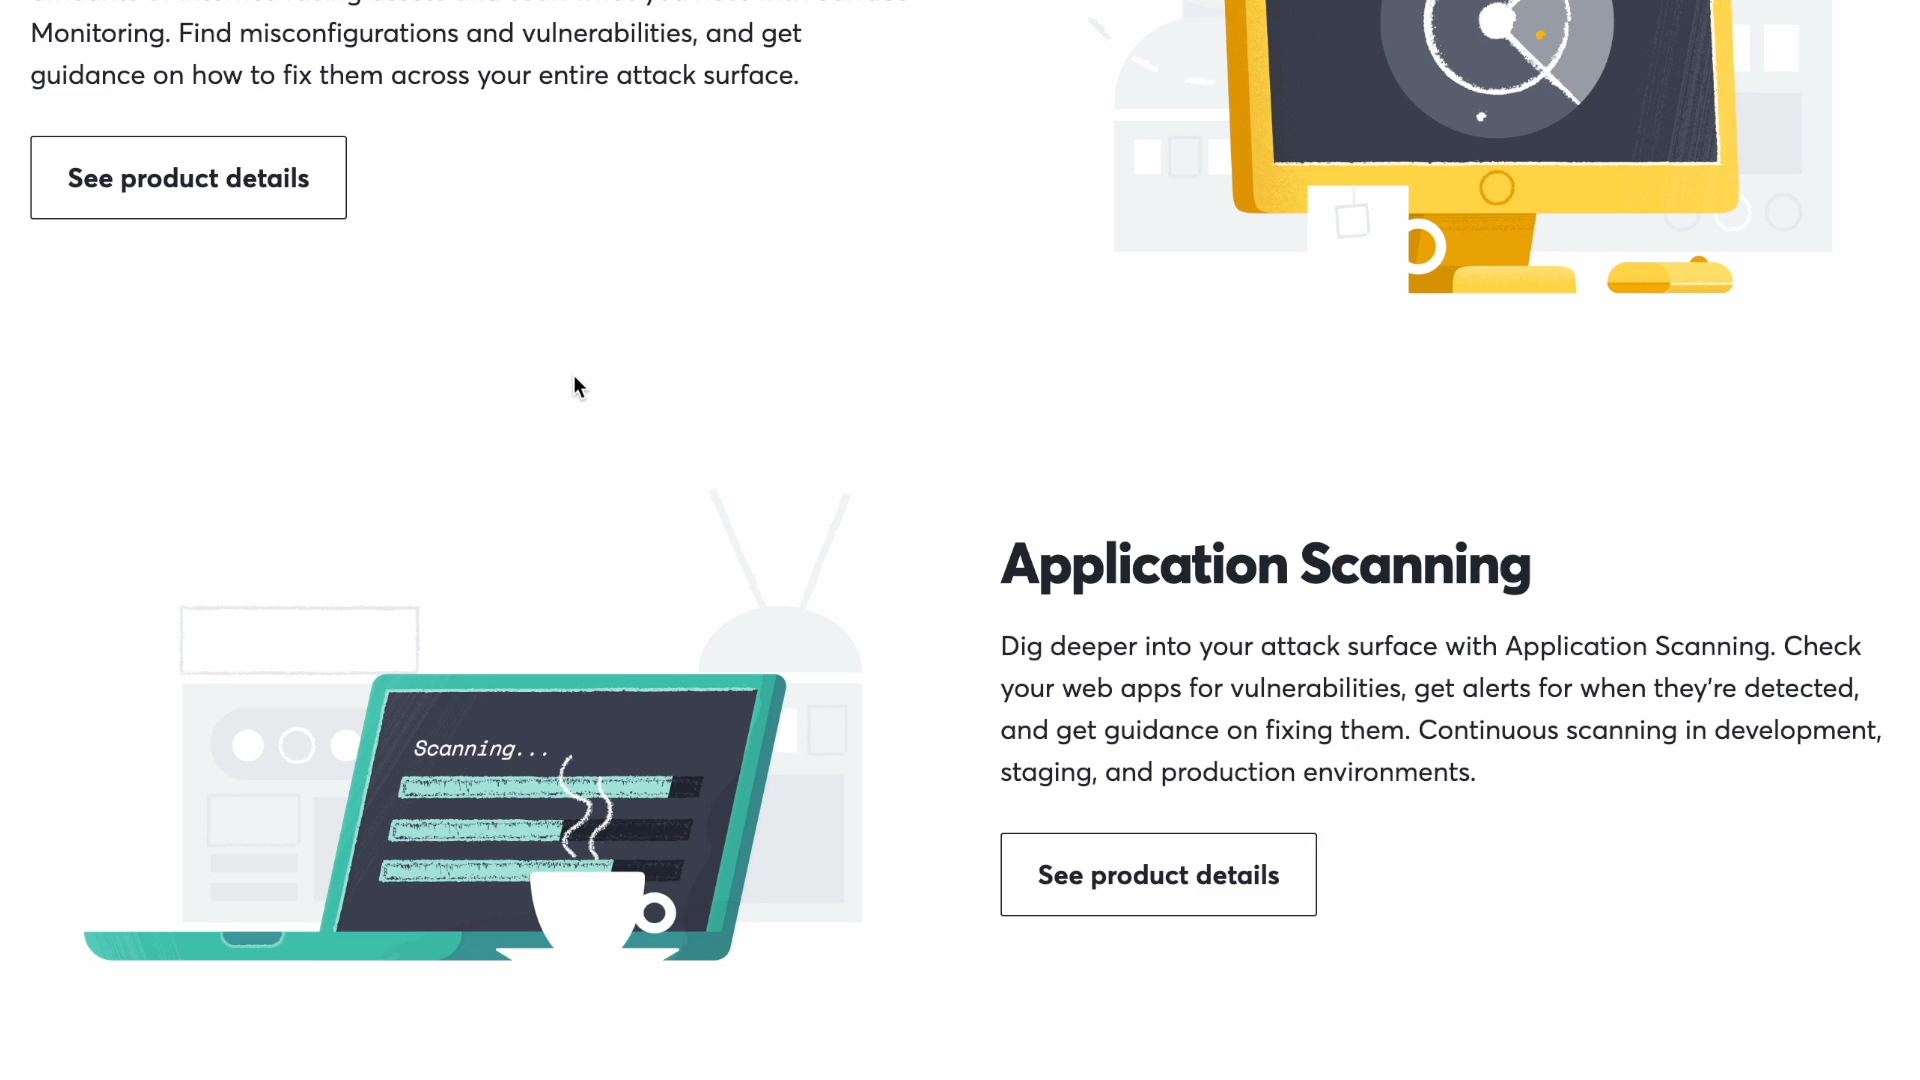 Monitoring. Find misconfigurations and vulnerabilities, and get
guidance on how to fix them across your entire attack surface.
See product details
Application Scanning
Dig deeper into your attack surface with Application Scanning. Check
your web apps for vulnerabilities, get alerts for when they're detected,
and get guidance on fixing them. Continuous scanning in development,
staging, and production environments.
Scanning...
See product details